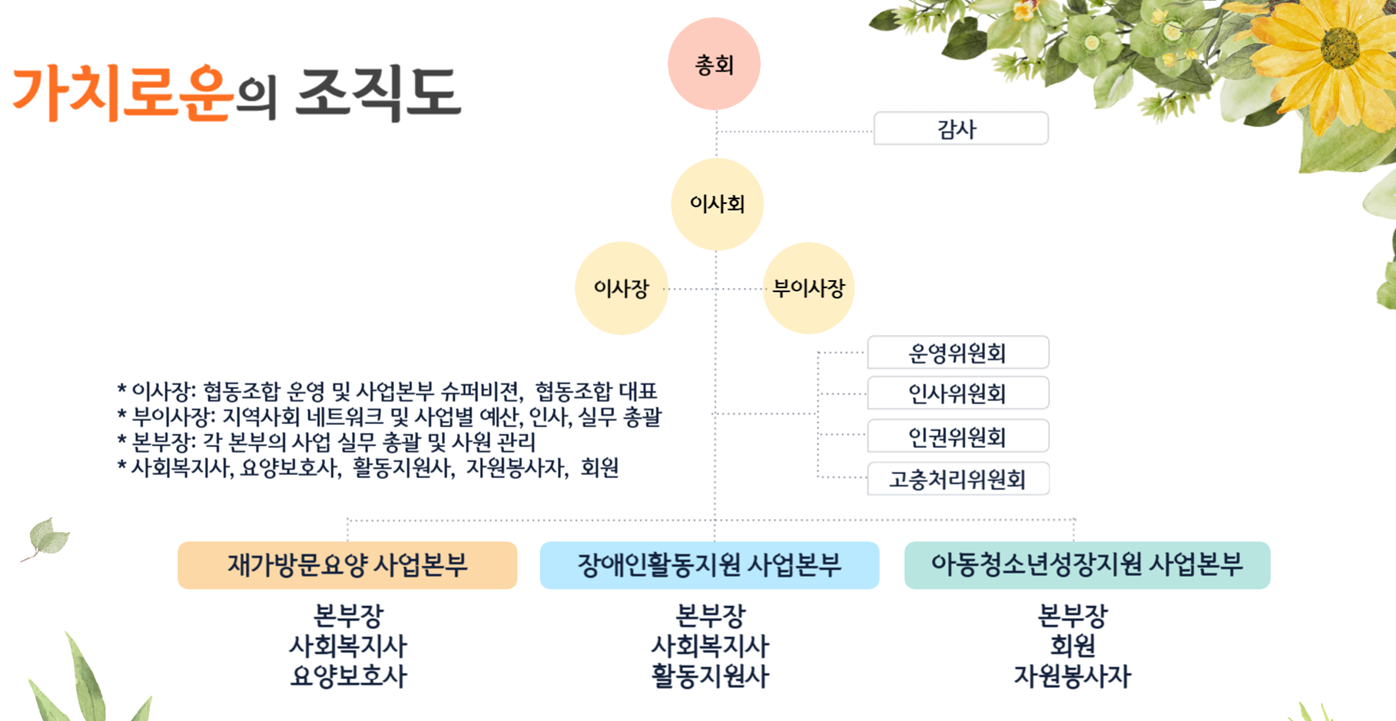 가치로운의 조직도
총회
감사
이사회
이사장
부이사장
운영위원회
인사위원회
인권위원회
고충처리위원회
* 이사장: 협동조합 운영 및 사업본부 슈퍼비젼, 협동조합 대표
* 부이사장: 지역사회 네트워크 및 사업별 예산, 인사, 실무 총괄
* 본부장: 각 본부의 사업 실무 총괄 및 사원 관리
* 사회복지사, 요양보호사, 활동지원사, 자원봉사자, 회원
재가방문요양 사업본부
본부장
사회복지사
요양보호사
장애인활동지원 사업본부
본부장
사회복지사
활동지원사
아동청소년성장지원 사업본부
본부장
회원
자원봉사자